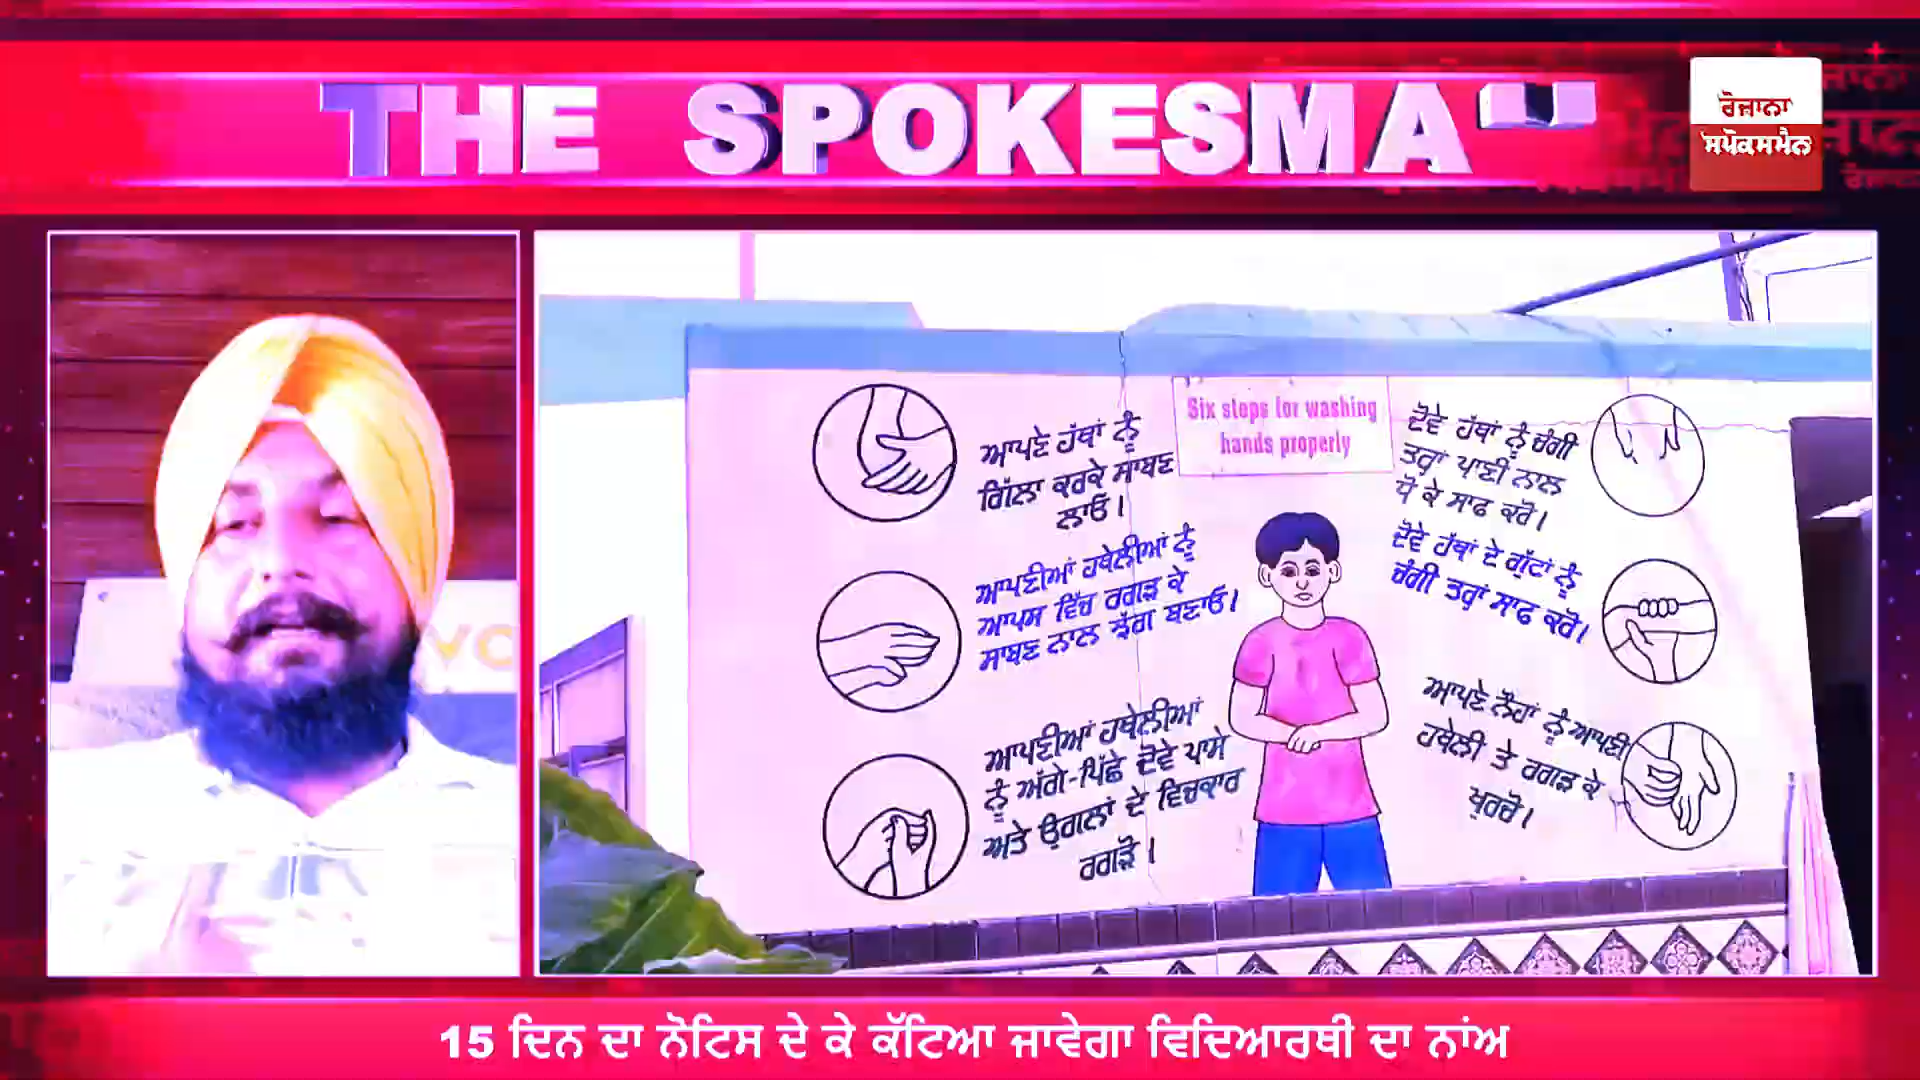 THE SPOKESMA
ਰੋਜ਼ਾਨਾ
ਸਪੋਕਸਮੈਨ
Six steps for washing
hands properly
ਆਪਣੇ ਹੱਥਾਂ ਨੂੰ
ਗਿੱਲਾ ਕਰਕੇ ਸਾਬਣ
ਲਾਓ।
ਆਪਣੀਆਂ ਹਥੇਲੀਆਂ ਨੂੰ
ਆਪਸ ਵਿੱਚ ਰਗੜ ਕੇ
ਸਾਬਣ ਨਾਲ ਝੱਗ ਬਣਾਓ।
ਆਪਣੀਆਂ ਹਥੇਲੀਆਂ
ਨੂੰ ਅੱਗੇ-ਪਿੱਛੇ ਦੋਵੇ ਪਾਸੇ
ਅਤੇ ਉਂਗਲਾਂ ਦੇ ਵਿਚਕਾਰ
ਰਗੜੋ।
ਦੋਵੇ ਹੱਥਾਂ ਨੂੰ ਚੰਗੀ
ਤਰ੍ਹਾਂ ਪਾਣੀ ਨਾਲ
ਧੋ ਕੇ ਸਾਫ ਕਰੋ।
ਦੋਵੇ ਹੱਥਾਂ ਦੇ ਗੁੱਟਾਂ ਨੂੰ
ਚੰਗੀ ਤਰ੍ਹਾਂ ਸਾਫ ਕਰੋ।
ਆਪਣੇ ਨੌਹਾਂ ਨੂੰ ਆਪਣੀ
ਹਥੇਲੀ ਤੇ ਰਗੜ ਕੇ
ਖੁਰਚੋ।
15 ਦਿਨ ਦਾ ਨੋਟਿਸ ਦੇ ਕੇ ਕੱਟਿਆ ਜਾਵੇਗਾ ਵਿਦਿਆਰਥੀ ਦਾ ਨਾਂਅ